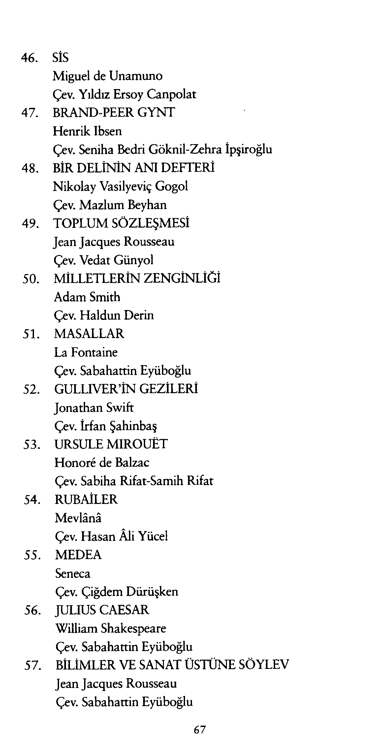 46. SİS
Miguel de Unamuno
Çev. Yıldız Ersoy Canpolat
47. BRAND-PEER GYNT
Henrik Ibsen
Çev. Seniha Bedri Göknil-Zehra İpşiroğlu
48. BİR DELİNİN ANI DEFTERİ
Nikolay Vasilyeviç Gogol
Çev. Mazlum Beyhan
49. TOPLUM SÖZLEŞMESİ
Jean Jacques Rousseau
Çev. Vedat Günyol
50. MİLLETLERİN ZENGİNLİĞİ
Adam Smith
Çev. Haldun Derin
51. MASALLAR
La Fontaine
Çev. Sabahattin Eyüboğlu
52. GULLIVER'İN GEZİLERİ
Jonathan Swift
Çev. İrfan Şahinbaş
53. URSULE MIROUËT
Honoré de Balzac
Çev. Sabiha Rifat-Samih Rifat
54. RUBAİLER
Mevlânâ
Çev. Hasan Âli Yücel
55. MEDEA
Seneca
Çev. Çiğdem Dürüşken
56. JULIUS CAESAR
William Shakespeare
Çev. Sabahattin Eyüboğlu
57. BİLİMLER VE SANAT ÜSTÜNE SÖYLEV
Jean Jacques Rousseau
Çev. Sabahattin Eyüboğlu
67